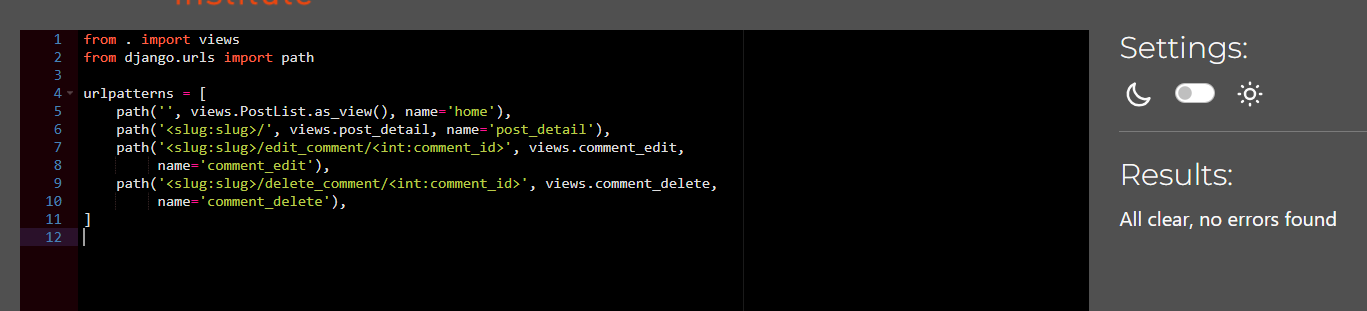 Institute
1 from . import views
2 from django.urls import path
3
4 urlpatterns = [
5     path('', views.PostList.as_view(), name='home'),
6     path('<slug:slug>/', views.post_detail, name='post_detail'),
7     path('<slug:slug>/edit_comment/<int:comment_id>', views.comment_edit,
8          name='comment_edit'),
9     path('<slug:slug>/delete_comment/<int:comment_id>', views.comment_delete,
10          name='comment_delete'),
11 ]
12
Settings:
Results:
All clear, no errors found